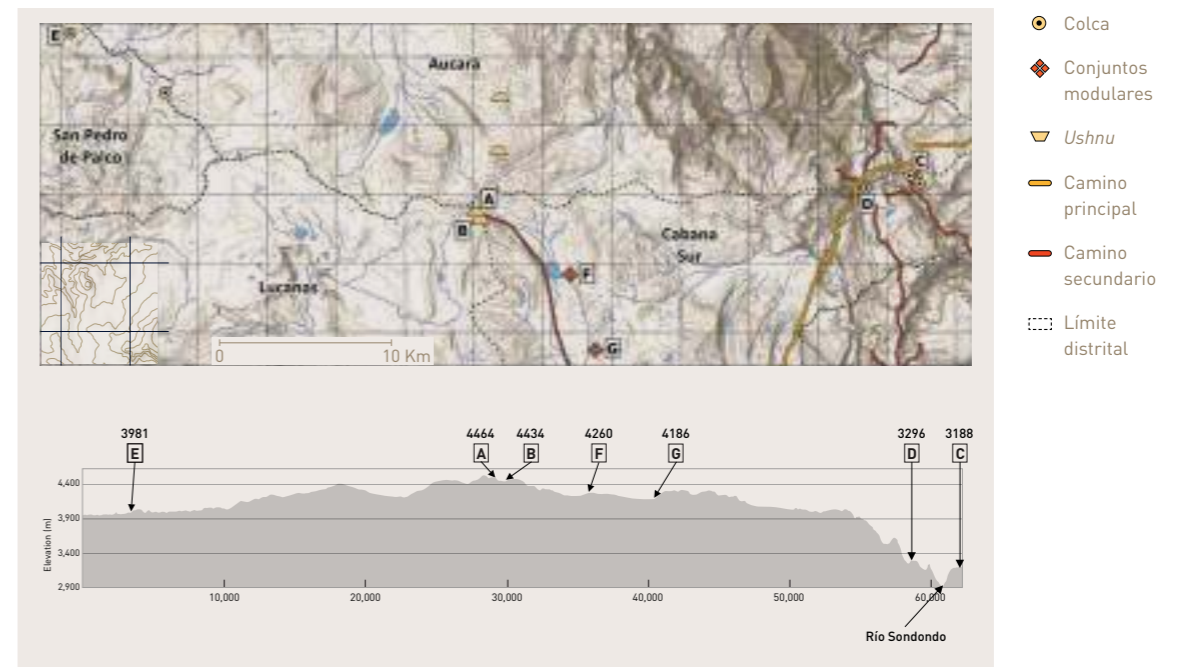 E
Aucará
San Pedro
de Palco
A
B
C
D
Cabana
Sur
F
Lucanas
G
0 10 Km
Colca
Conjuntos
modulares
Ushnu
Camino
principal
Camino
secundario
Límite
distrital
3981 4464 4434 4260 4186 3296 3188
E A B F G D C
4,400
3,900
3,400
2,900
Elevation (m)
10,000 20,000 30,000 40,000 50,000 60,000
Río Sondondo